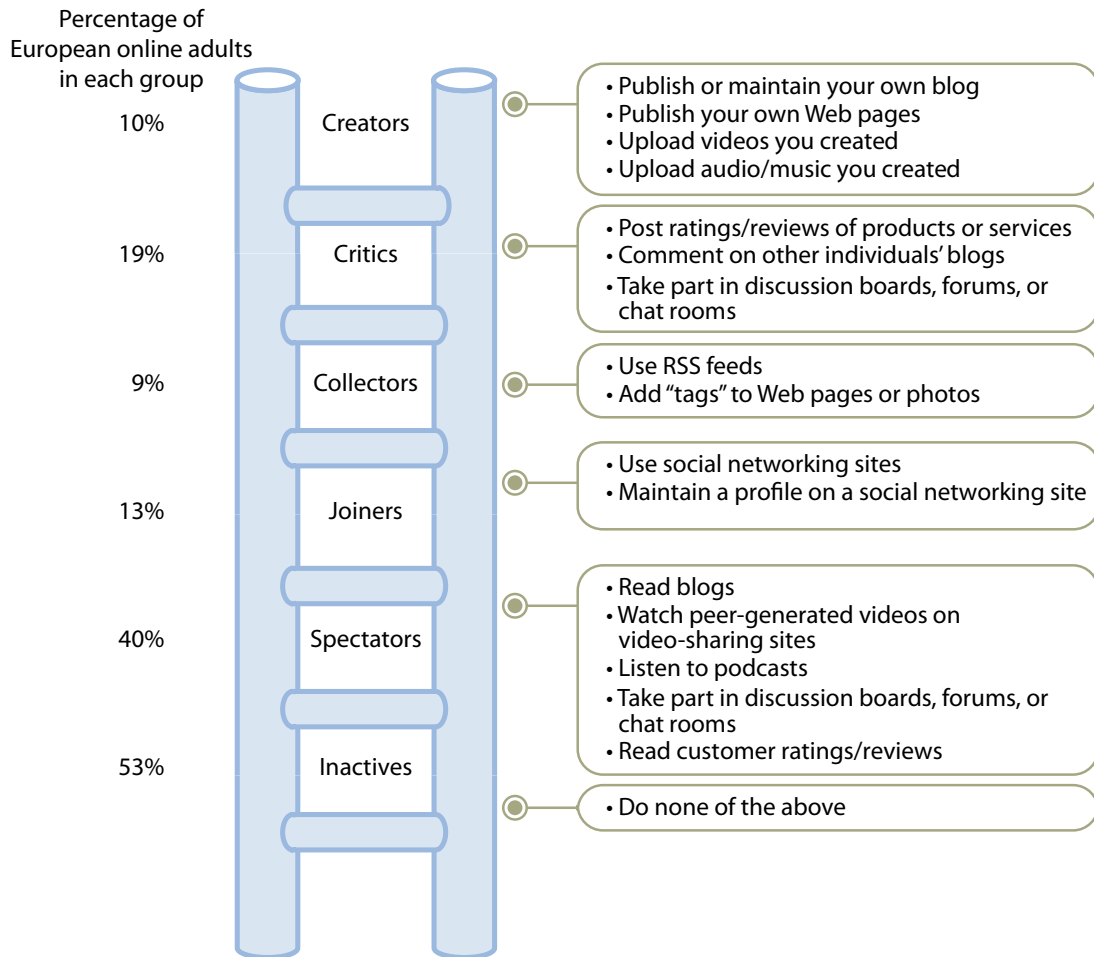 Percentage of
European online adults
in each group
10%
Creators
• Publish or maintain your own blog
• Publish your own Web pages
• Upload videos you created
• Upload audio/music you created
19%
Critics
• Post ratings/reviews of products or services
• Comment on other individuals’ blogs
• Take part in discussion boards, forums, or
chat rooms
9%
Collectors
• Use RSS feeds
• Add “tags” to Web pages or photos
13%
Joiners
• Use social networking sites
• Maintain a profile on a social networking site
40%
Spectators
• Read blogs
• Watch peer-generated videos on
video-sharing sites
• Listen to podcasts
• Take part in discussion boards, forums, or
chat rooms
• Read customer ratings/reviews
53%
Inactives
• Do none of the above